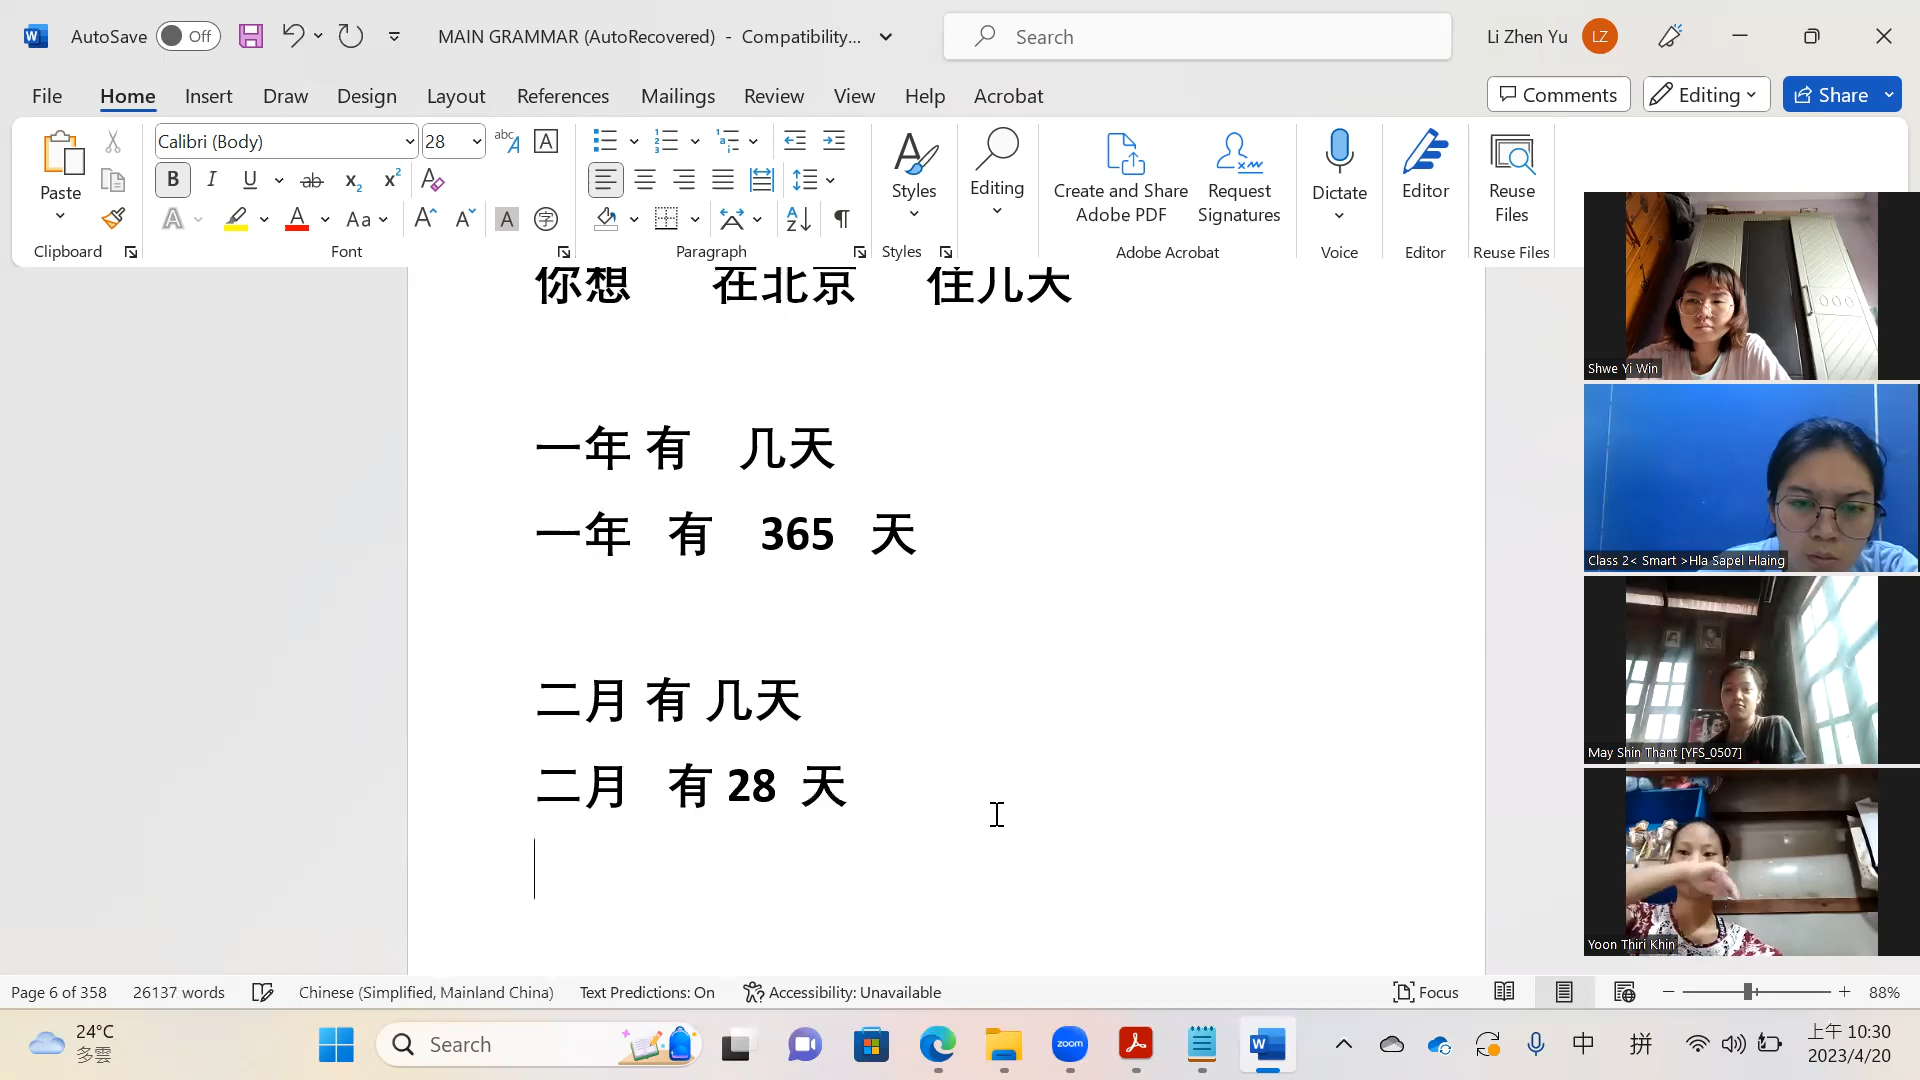 AutoSave Off MAIN GRAMMAR (AutoRecovered) - Compatibility... Search Li Zhen Yu LZ
File Home Insert Draw Design Layout References Mailings Review View Help Acrobat Comments Editing Share
Paste
Clipboard
Calibri (Body) 28
Font
Paragraph
Styles
Styles
Editing
Create and Share Adobe PDF
Request Signatures
Adobe Acrobat
Dictate
Voice
Editor
Editor
Reuse Files
Reuse Files
你想 在北京 住几天
一年 有 几天
一年 有 365 天
二月 有 几天
二月 有 28 天
Shwe Yi Win
Class 2< Smart >Hla Sapel Hlaing
May Shin Thant [YFS_0507]
Yoon Thiri Khin
Page 6 of 358 26137 words Chinese (Simplified, Mainland China) Text Predictions: On Accessibility: Unavailable Focus 88%
24°C
多雲
Search
zoom
中
拼
上午 10:30
2023/4/20